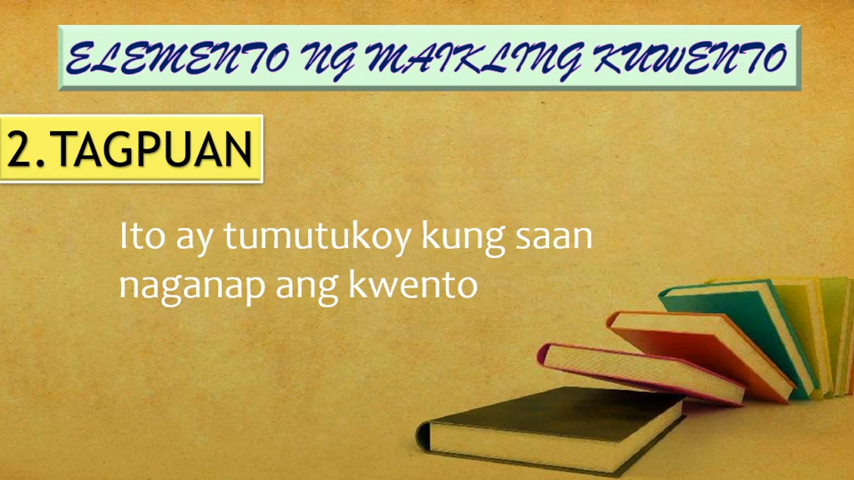 ELEMENTO NG MAIKLING KUWENTO
2. TAGPUAN
Ito ay tumutukoy kung saan
naganap ang kwento